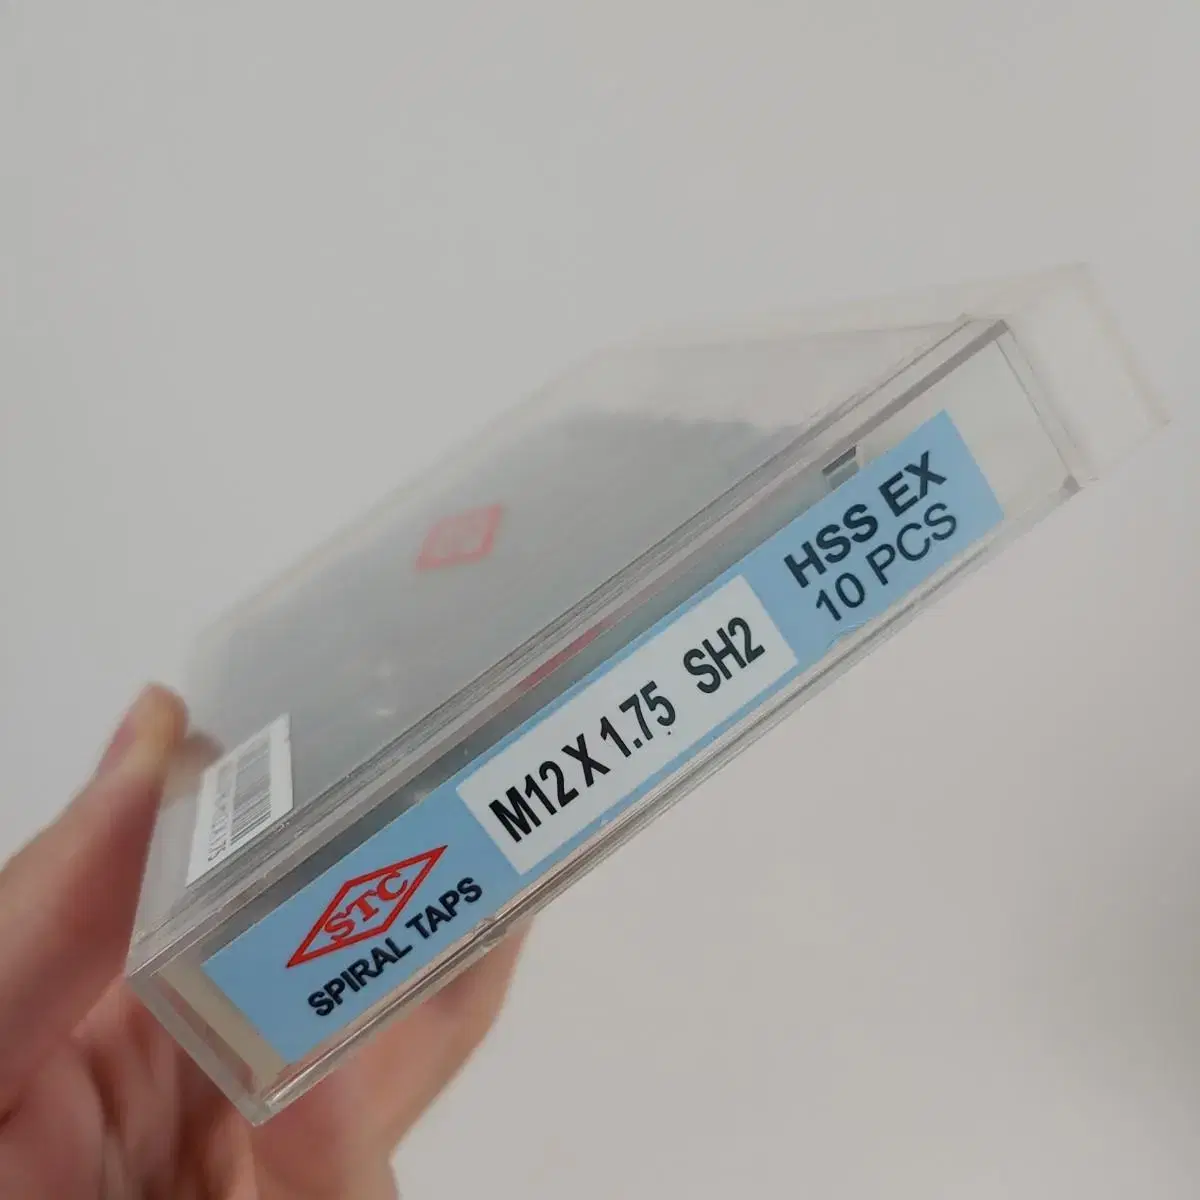 STC
SPIRAL TAPS
M12 X 1.75 SH2
HSS EX
10 PCS